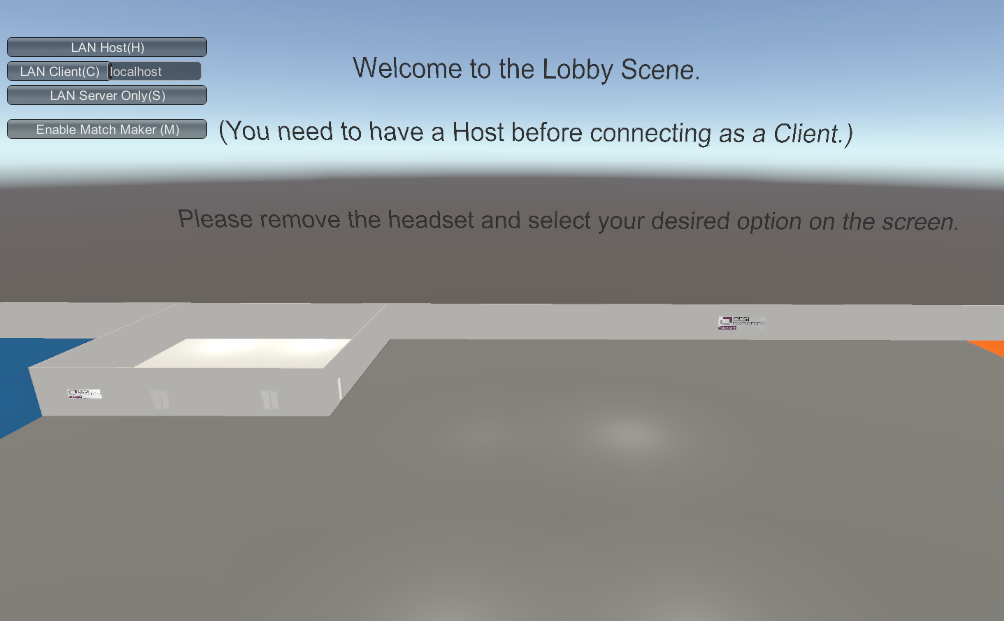 LAN Host(H)
LAN Client(C) localhost
LAN Server Only(S)
Enable Match Maker (M)
Welcome to the Lobby Scene.
(You need to have a Host before connecting as a Client.)
Please remove the headset and select your desired option on the screen.